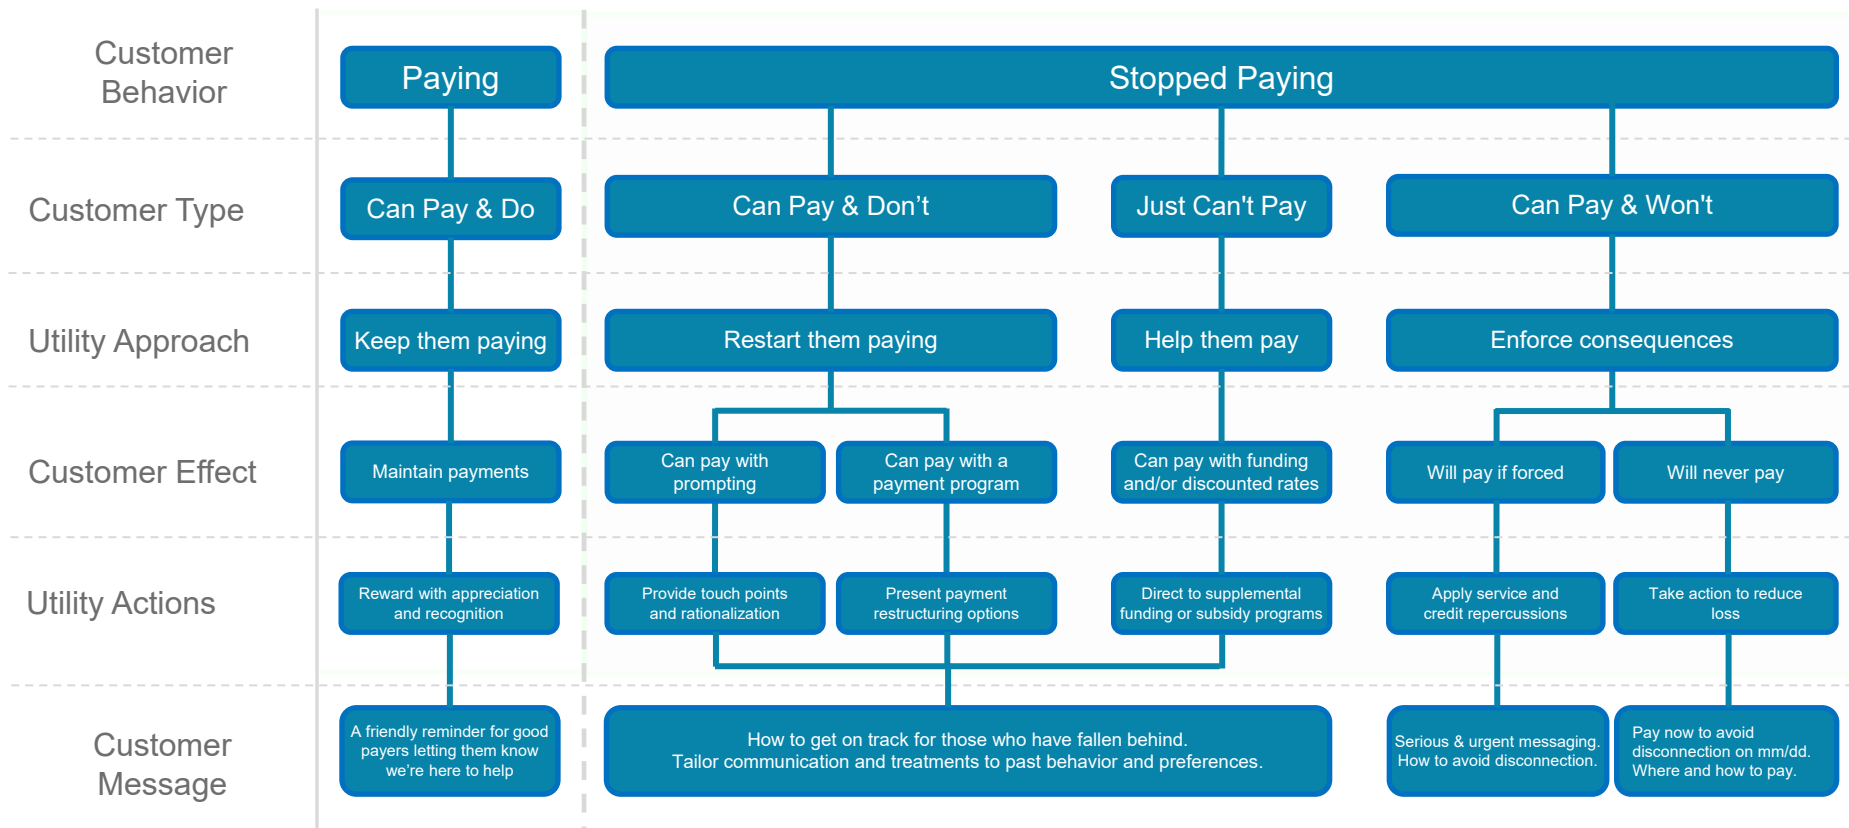 Customer
Behavior
Paying
Stopped Paying
Customer Type
Can Pay & Do
Can Pay & Don’t
Just Can't Pay
Can Pay & Won't
Utility Approach
Keep them paying
Restart them paying
Help them pay
Enforce consequences
Customer Effect
Maintain payments
Can pay with
prompting
Can pay with a
payment program
Can pay with funding
and/or discounted rates
Will pay if forced
Will never pay
Utility Actions
Reward with appreciation
and recognition
Provide touch points
and rationalization
Present payment
restructuring options
Direct to supplemental
funding or subsidy programs
Apply service and
credit repercussions
Take action to reduce
loss
Customer
Message
A friendly reminder for good
payers letting them know
we’re here to help
How to get on track for those who have fallen behind.
Tailor communication and treatments to past behavior and preferences.
Serious & urgent messaging.
How to avoid disconnection.
Pay now to avoid
disconnection on mm/dd.
Where and how to pay.